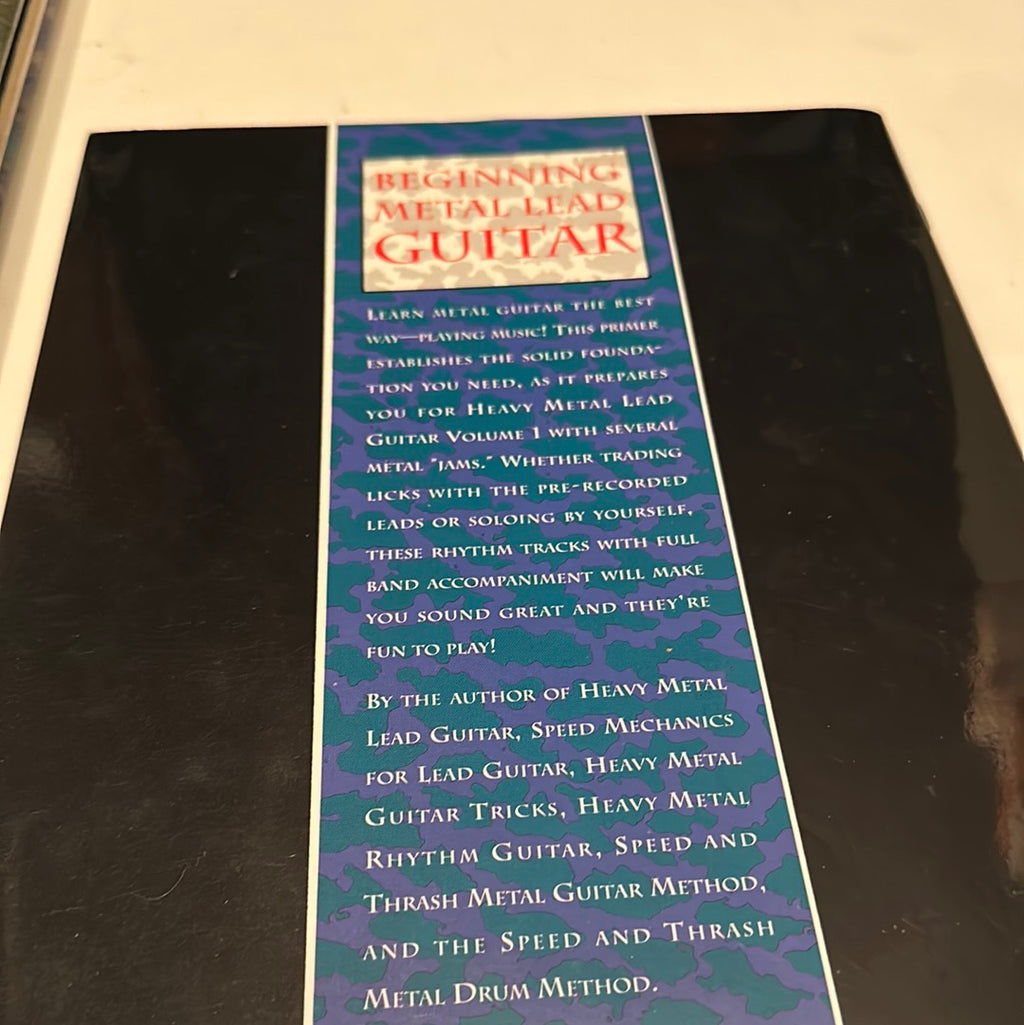 BEGINNING
METAL LEAD
GUITAR
LEARN METAL GUITAR THE BEST
WAY—PLAYING MUSIC! THIS PRIMER
ESTABLISHES THE SOLID FOUNDA-
TION YOU NEED, AS IT PREPARES
YOU FOR HEAVY METAL LEAD
GUITAR VOLUME 1 WITH SEVERAL
METAL "JAMS." WHETHER TRADING
LICKS WITH THE PRE-RECORDED
LEADS OR SOLOING BY YOURSELF,
THESE RHYTHM TRACKS WITH FULL
BAND ACCOMPANIMENT WILL MAKE
YOU SOUND GREAT AND THEY'RE
FUN TO PLAY!
BY THE AUTHOR OF HEAVY METAL
LEAD GUITAR, SPEED MECHANICS
FOR LEAD GUITAR, HEAVY METAL
GUITAR TRICKS, HEAVY METAL
RHYTHM GUITAR, SPEED AND
THRASH METAL GUITAR METHOD,
AND THE SPEED AND THRASH
METAL DRUM METHOD.